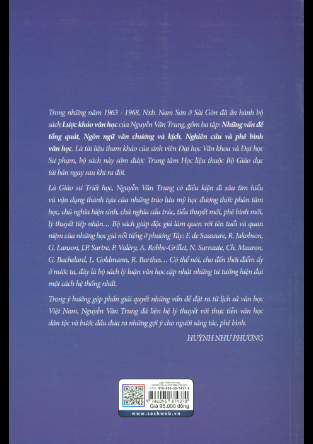 Trong những năm 1963 - 1968, Nxb. Nam Sơn ở Sài Gòn đã ấn hành bộ
sách Lược khảo văn học của Nguyễn Văn Trung, gồm ba tập: Những vấn đề
tổng quát, Ngôn ngữ văn chương và kịch, Nghiên cứu và phê bình
văn học. Là tài liệu tham khảo của sinh viên Đại học Văn khoa và Đại học
Sư phạm, bộ sách này sớm được Trung tâm Học liệu thuộc Bộ Giáo dục
tái bản ngay sau khi ra đời.
Là Giáo sư Triết học, Nguyễn Văn Trung có điều kiện đi sâu tìm hiểu
và vận dụng thành tựu của những trào lưu mỹ học đương thời: phân tâm
học, chủ nghĩa hiện sinh, chủ nghĩa cấu trúc, tiểu thuyết mới, phê bình mới,
lý thuyết tiếp nhận... Bộ sách giúp độc giả làm quen với tên tuổi và quan
niệm của những học giả nổi tiếng ở phương Tây: F. de Saussure, R. Jakobson,
G. Lanson, J.P. Sartre, P. Valéry, A. Robbe-Grillet, N. Sarraute, Ch. Mauron,
G. Bachelard, L. Goldmann, R. Barthes... Có thể nói, cho đến thời điểm ấy
ở nước ta, đây là bộ sách lý luận văn học cập nhật những tư tưởng hiện đại
một cách hệ thống nhất.
Trong ý hướng góp phần giải quyết những vấn đề đặt ra từ lịch sử văn học
Việt Nam, Nguyễn Văn Trung đã liên hệ lý thuyết với thực tiễn văn học
dân tộc và bước đầu đưa ra những gợi ý cho người sáng tác, phê bình.
HUỲNH NHƯ PHƯƠNG
Giá 95.000 đồng
www.sachweb.vn